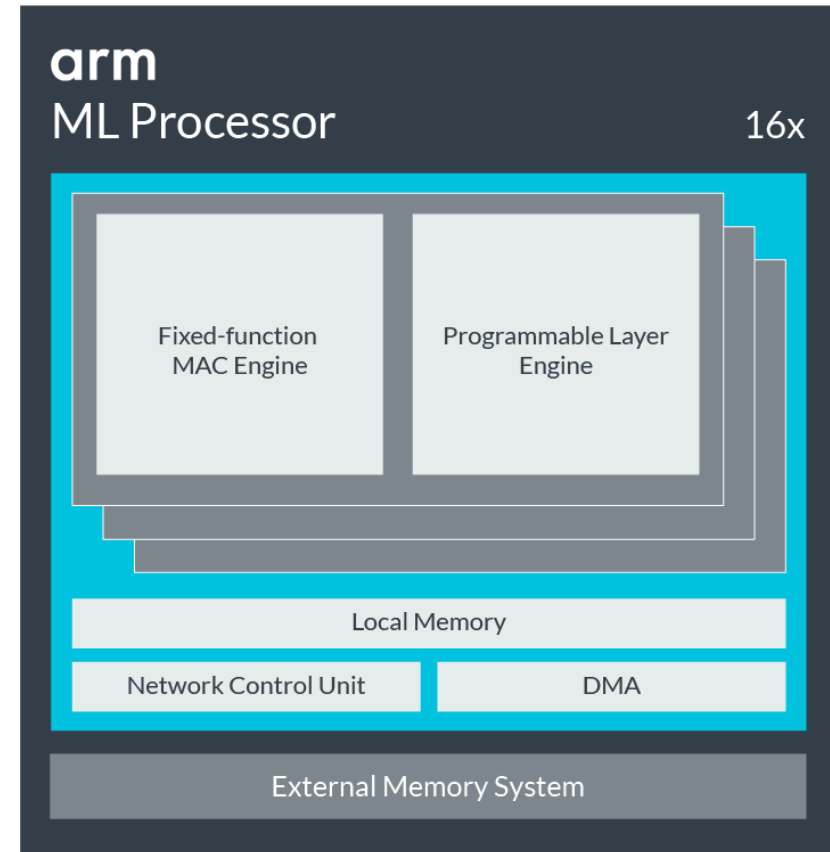 arm
ML Processor
16x
Fixed-function
MAC Engine
Programmable Layer
Engine
Local Memory
Network Control Unit
DMA
External Memory System